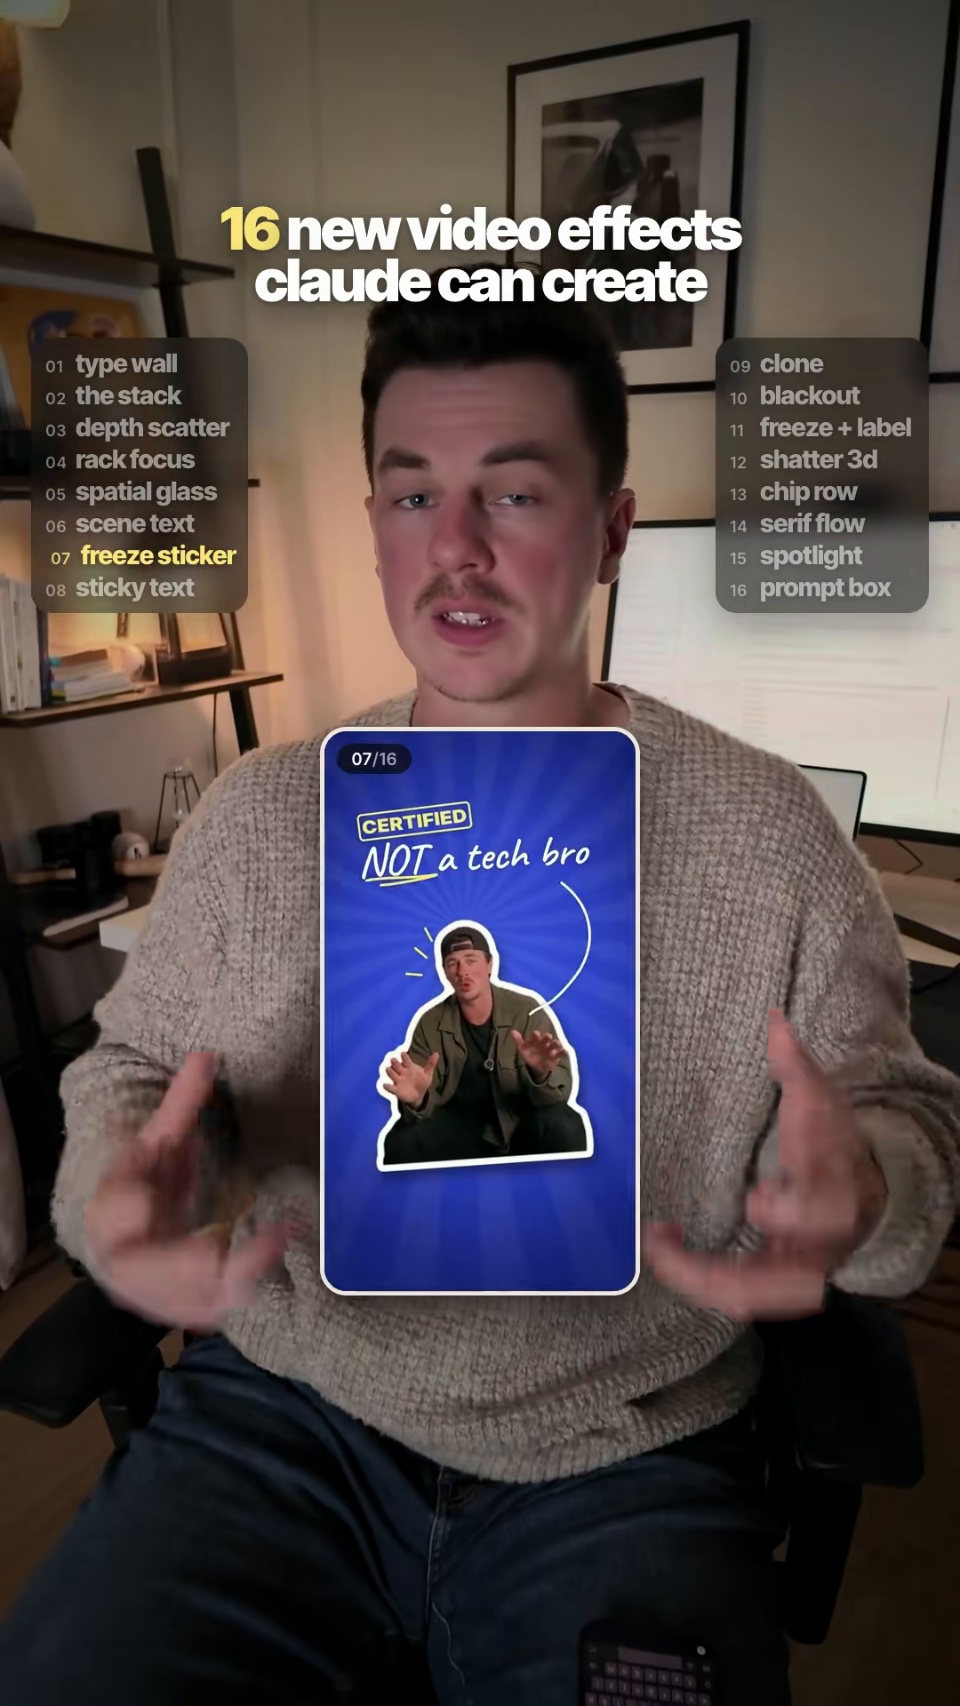 16 new video effects
claude can create
01 type wall
02 the stack
03 depth scatter
04 rack focus
05 spatial glass
06 scene text
07 freeze sticker
08 sticky text
09 clone
10 blackout
11 freeze + label
12 shatter 3d
13 chip row
14 serif flow
15 spotlight
16 prompt box
07/16
CERTIFIED
NOT a tech bro